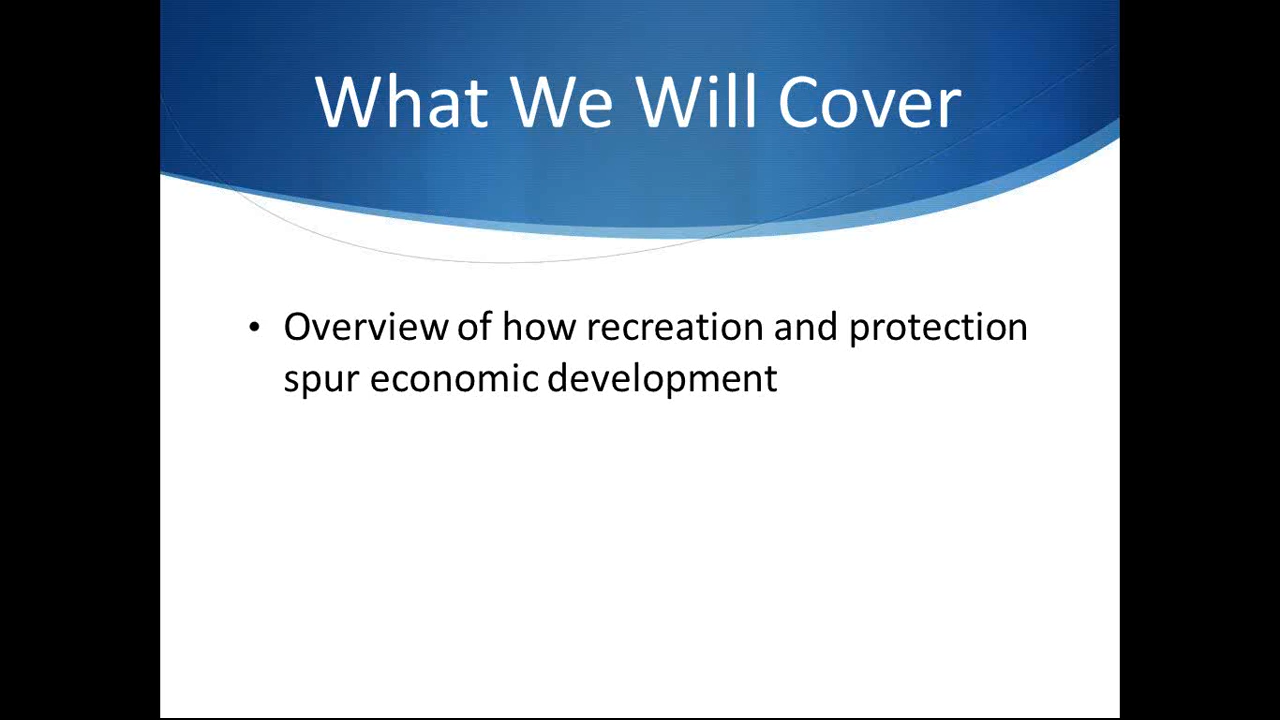 What We Will Cover
• Overview of how recreation and protection
spur economic development